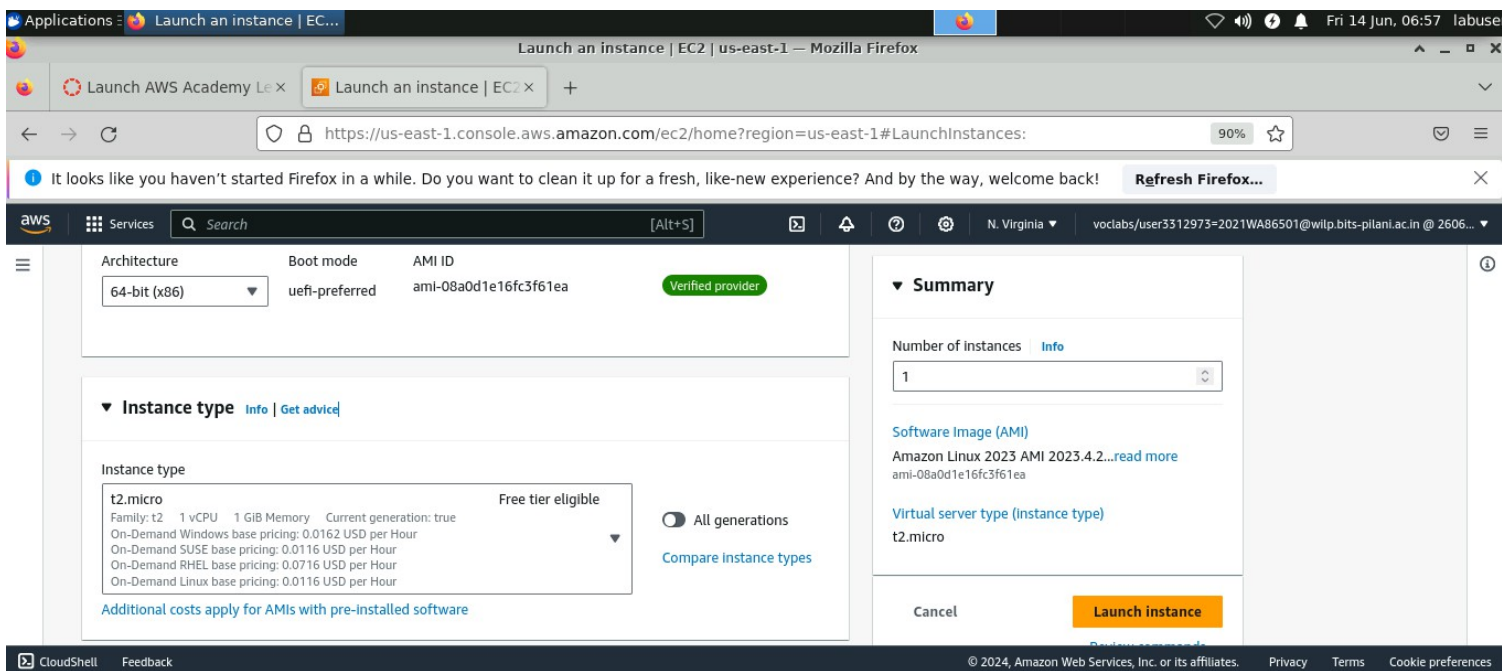 Applications
Launch an instance | EC...
Fri 14 Jun, 06:57 labuse
Launch an instance | EC2 | us-east-1 — Mozilla Firefox
Launch AWS Academy Le
Launch an instance | EC2
https://us-east-1.console.aws.amazon.com/ec2/home?region=us-east-1#LaunchInstances:
90%
It looks like you haven't started Firefox in a while. Do you want to clean it up for a fresh, like-new experience? And by the way, welcome back!
Refresh Firefox...
aws
Services
Search
[Alt+S]
N. Virginia
voclabs/user3312973=2021WA86501@wilp.bits-pilani.ac.in @ 2606...
Architecture
Boot mode
AMI ID
64-bit (x86)
uefi-preferred
ami-08a0d1e16fc3f61ea
Verified provider
Instance type Info | Get advice
Instance type
t2.micro
Free tier eligible
Family: t2 1 vCPU 1 GiB Memory Current generation: true
On-Demand Windows base pricing: 0.0162 USD per Hour
On-Demand SUSE base pricing: 0.0116 USD per Hour
On-Demand RHEL base pricing: 0.0716 USD per Hour
On-Demand Linux base pricing: 0.0116 USD per Hour
All generations
Compare instance types
Additional costs apply for AMIs with pre-installed software
Summary
Number of instances Info
1
Software Image (AMI)
Amazon Linux 2023 AMI 2023.4.2...read more
ami-08a0d1e16fc3f61ea
Virtual server type (instance type)
t2.micro
Cancel
Launch instance
Review commands
CloudShell
Feedback
© 2024, Amazon Web Services, Inc. or its affiliates.
Privacy
Terms
Cookie preferences